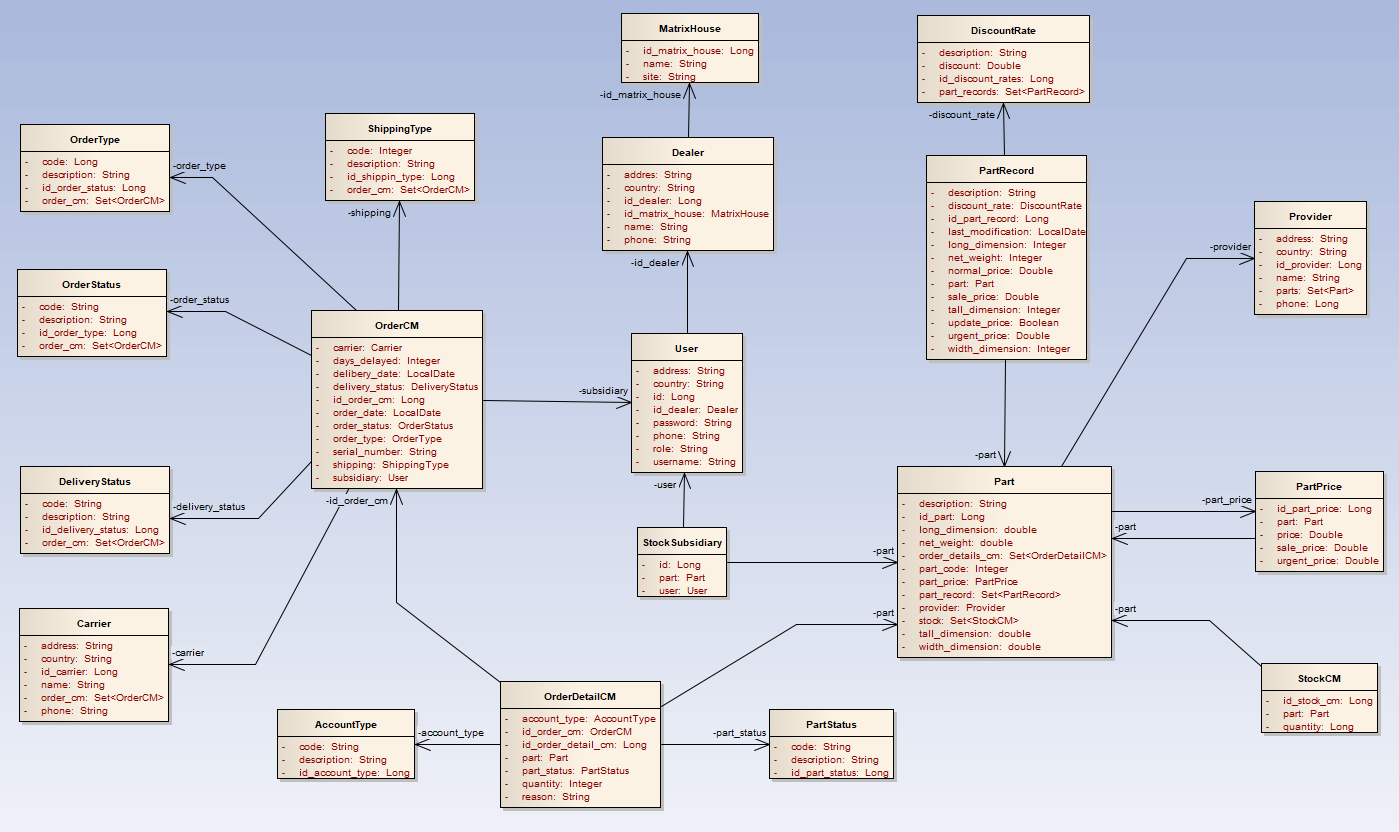 MatrixHouse
- id_matrix_house: Long
- name: String
- site: String
-id_matrix_house
DiscountRate
- description: String
- discount: Double
- id_discount_rates: Long
- part_records: Set<PartRecord>
-discount_rate
OrderType
- code: Long
- description: String
- id_order_status: Long
- order_cm: Set<OrderCM>
-order_type
ShippingType
- code: Integer
- description: String
- id_shippin_type: Long
- order_cm: Set<OrderCM>
-shipping
Dealer
- addres: String
- country: String
- id_dealer: Long
- id_matrix_house: MatrixHouse
- name: String
- phone: String
-id_dealer
PartRecord
- description: String
- discount_rate: DiscountRate
- id_part_record: Long
- last_modification: LocalDate
- long_dimension: Integer
- net_weight: Integer
- normal_price: Double
- part: Part
- sale_price: Double
- tall_dimension: Integer
- update_price: Boolean
- urgent_price: Double
- width_dimension: Integer
-part
Provider
- address: String
- country: String
- id_provider: Long
- name: String
- parts: Set<Part>
- phone: Long
-provider
OrderStatus
- code: String
- description: String
- id_order_type: Long
- order_cm: Set<OrderCM>
-order_status
OrderCM
- carrier: Carrier
- days_delayed: Integer
- delibery_date: LocalDate
- delivery_status: DeliveryStatus
- id_order_cm: Long
- order_date: LocalDate
- order_status: OrderStatus
- order_type: OrderType
- serial_number: String
- shipping: ShippingType
- subsidiary: User
-id_order_cm
-subsidiary
User
- address: String
- country: String
- id: Long
- id_dealer: Dealer
- password: String
- phone: String
- role: String
- username: String
-user
DeliveryStatus
- code: String
- description: String
- id_delivery_status: Long
- order_cm: Set<OrderCM>
-delivery_status
StockSubsidiary
- id: Long
- part: Part
- user: User
-part
-part
Part
- description: String
- id_part: Long
- long_dimension: double
- net_weight: double
- order_details_cm: Set<OrderDetailCM>
- part_code: Integer
- part_price: PartPrice
- part_record: Set<PartRecord>
- provider: Provider
- stock: Set<StockCM>
- tall_dimension: double
- width_dimension: double
-part_price
-part
-part
PartPrice
- id_part_price: Long
- part: Part
- price: Double
- sale_price: Double
- urgent_price: Double
Carrier
- address: String
- country: String
- id_carrier: Long
- name: String
- order_cm: Set<OrderCM>
- phone: String
-carrier
AccountType
- code: String
- description: String
- id_account_type: Long
-account_type
OrderDetailCM
- account_type: AccountType
- id_order_cm: OrderCM
- id_order_detail_cm: Long
- part: Part
- part_status: PartStatus
- quantity: Integer
- reason: String
-part_status
PartStatus
- code: String
- description: String
- id_part_status: Long
StockCM
- id_stock_cm: Long
- part: Part
- quantity: Long